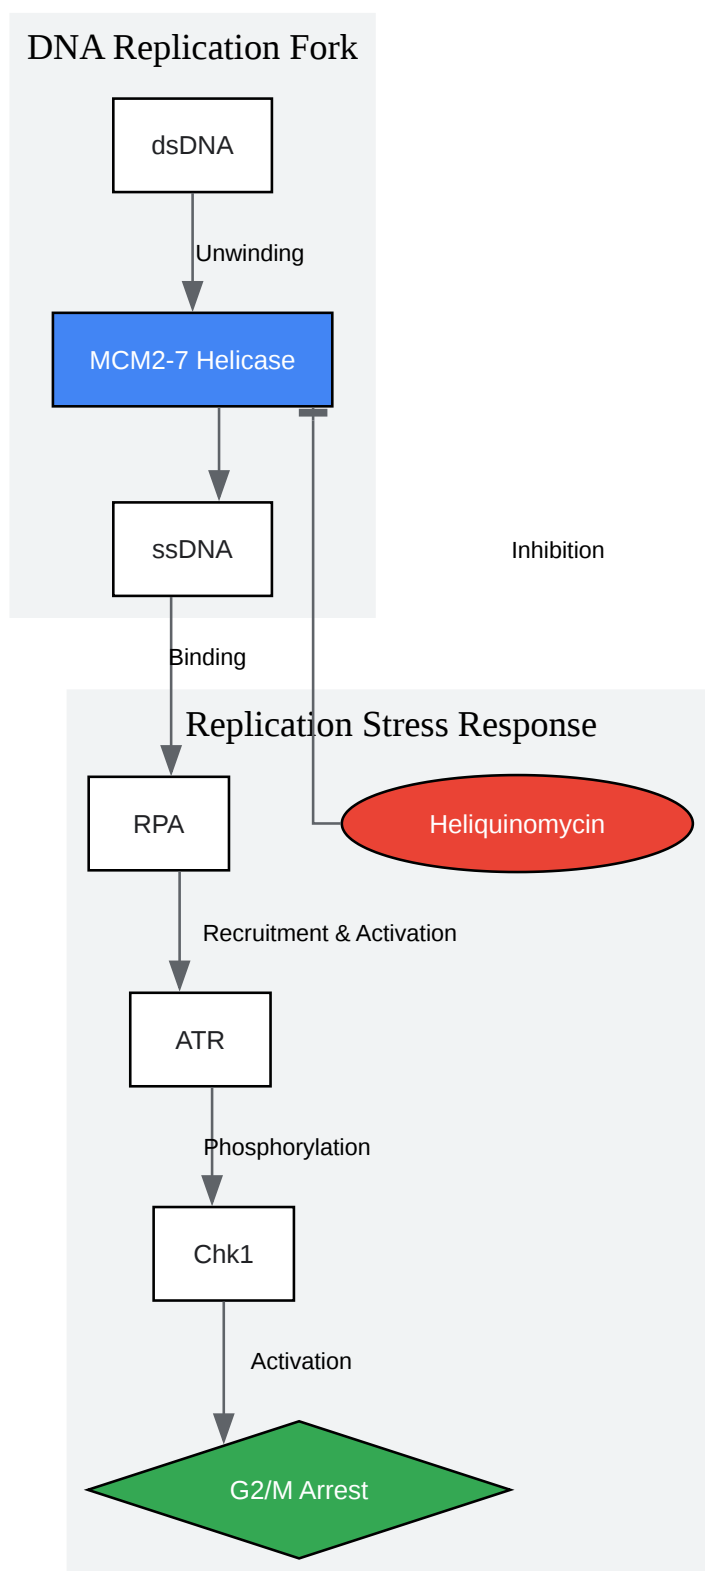 DNA Replication Fork
dsDNA
Unwinding
MCM2-7 Helicase
ssDNA
Inhibition
Binding
Replication Stress Response
RPA
Heliquinomycin
Recruitment & Activation
ATR
Phosphorylation
Chk1
Activation
G2/M Arrest